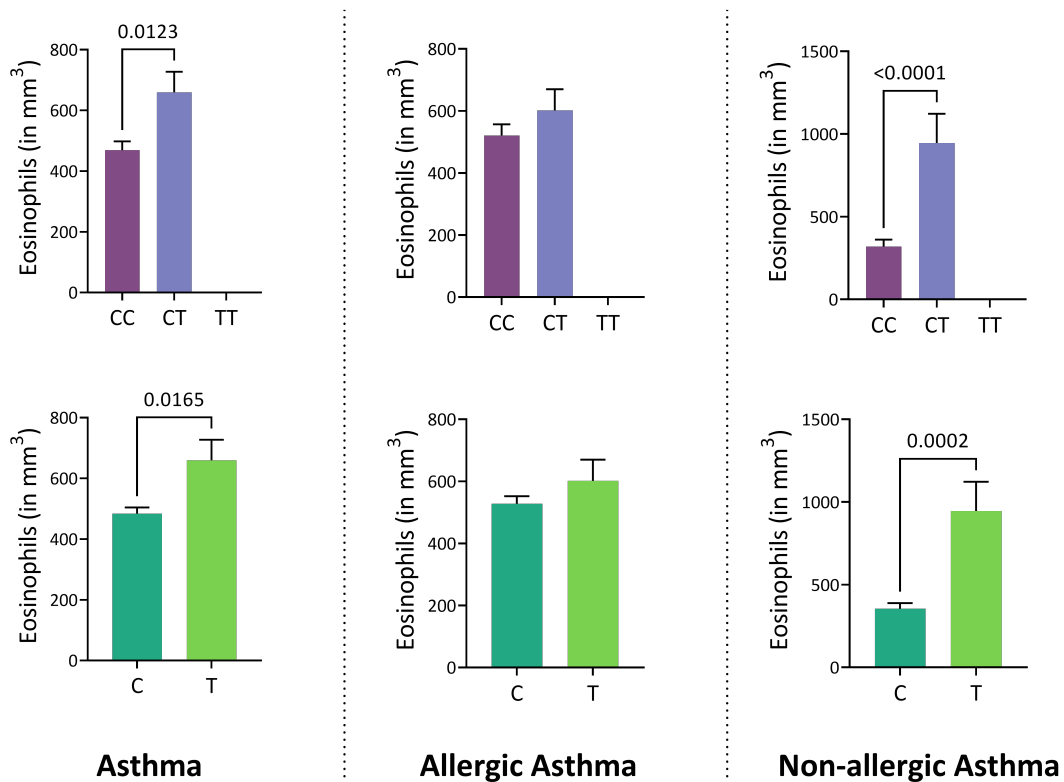 0.0123
Eosinophils (in mm³)
800
600
400
200
0
CC CT TT
Eosinophils (in mm³)
800
600
400
200
0
CC CT TT
<0.0001
Eosinophils (in mm³)
1500
1000
500
0
CC CT TT
0.0165
Eosinophils (in mm³)
800
600
400
200
0
C T
Eosinophils (in mm³)
800
600
400
200
0
C T
0.0002
Eosinophils (in mm³)
1500
1000
500
0
C T
Asthma
Allergic Asthma
Non-allergic Asthma